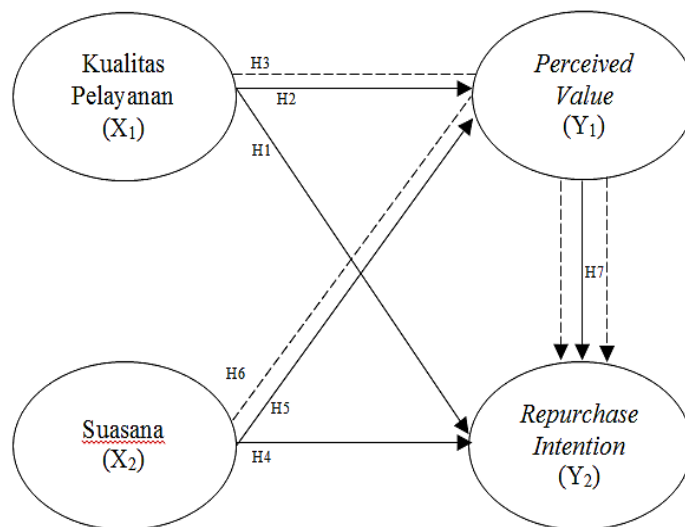 Kualitas
Pelayanan
(X₁)
H3
H2
H1
Perceived
Value
(Y₁)
H7
H6
H5
H4
Suasana
(X₂)
Repurchase
Intention
(Y₂)